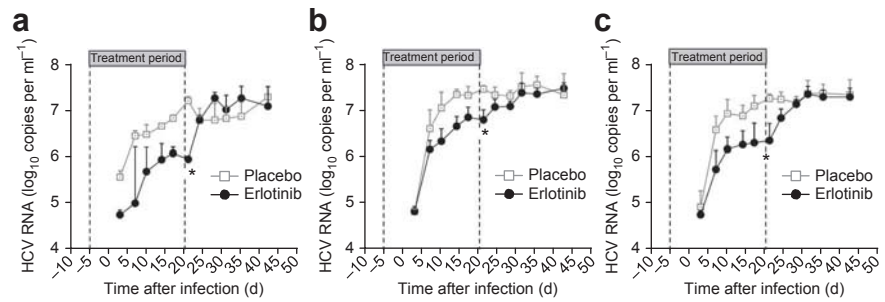 a
Treatment period
HCV RNA (log10 copies per ml−1)
8
7
6
5
4
Placebo
Erlotinib
*
−10 −5 0 5 10 15 20 25 30 35 40 45 50
Time after infection (d)
b
Treatment period
HCV RNA (log10 copies per ml−1)
8
7
6
5
4
Placebo
Erlotinib
*
−10 −5 0 5 10 15 20 25 30 35 40 45 50
Time after infection (d)
c
Treatment period
HCV RNA (log10 copies per ml−1)
8
7
6
5
4
Placebo
Erlotinib
*
−10 −5 0 5 10 15 20 25 30 35 40 45 50
Time after infection (d)